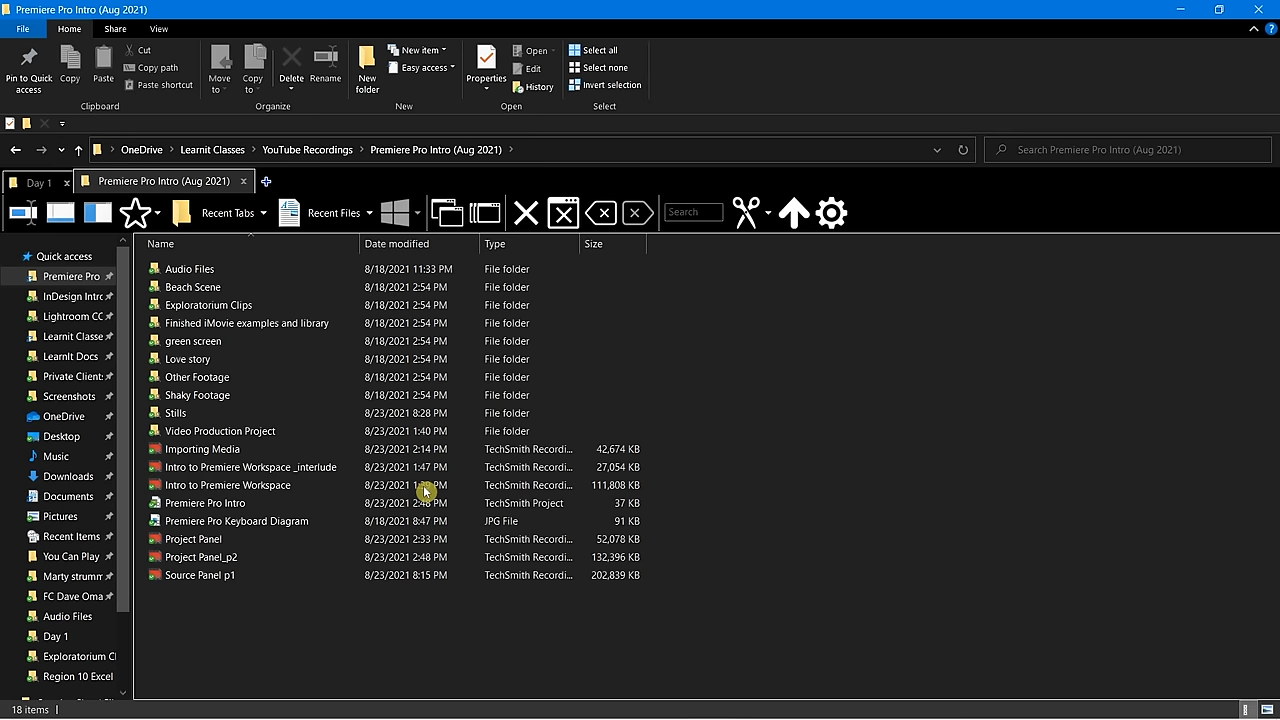 Premiere Pro Intro (Aug 2021)
File Home Share View
Pin to Quick access
Copy
Paste
Cut
Copy path
Paste shortcut
Clipboard
Move to
Copy to
Delete
Rename
Organize
New folder
New item
Easy access
New
Properties
Open
Edit
History
Open
Select all
Select none
Invert selection
Select
OneDrive Learnit Classes YouTube Recordings Premiere Pro Intro (Aug 2021)
Search Premiere Pro Intro (Aug 2021)
Day 1 Premiere Pro Intro (Aug 2021)
Recent Tabs Recent Files Search
Name Date modified Type Size
Quick access
Premiere Pro
InDesign Intrc
Lightroom CC
Learnit Classe
LearnIt Docs
Private Client:
Screenshots
OneDrive
Desktop
Music
Downloads
Documents
Pictures
Recent Items
You Can Play
Marty strumr
FC Dave Oma
Audio Files
Day 1
Exploratorium Cl
Region 10 Excel
Audio Files 8/18/2021 11:33 PM File folder
Beach Scene 8/18/2021 2:54 PM File folder
Exploratorium Clips 8/18/2021 2:54 PM File folder
Finished iMovie examples and library 8/18/2021 2:54 PM File folder
green screen 8/18/2021 2:54 PM File folder
Love story 8/18/2021 2:54 PM File folder
Other Footage 8/18/2021 2:54 PM File folder
Shaky Footage 8/18/2021 2:54 PM File folder
Stills 8/23/2021 8:28 PM File folder
Video Production Project 8/23/2021 1:40 PM File folder
Importing Media 8/23/2021 2:14 PM TechSmith Recordi... 42,674 KB
Intro to Premiere Workspace _interlude 8/23/2021 1:47 PM TechSmith Recordi... 27,054 KB
Intro to Premiere Workspace 8/23/2021 PM TechSmith Recordi... 111,808 KB
Premiere Pro Intro 8/23/2021 2:48 PM TechSmith Project 37 KB
Premiere Pro Keyboard Diagram 8/18/2021 8:47 PM JPG File 91 KB
Project Panel 8/23/2021 2:33 PM TechSmith Recordi... 52,078 KB
Project Panel_p2 8/23/2021 2:48 PM TechSmith Recordi... 132,396 KB
Source Panel p1 8/23/2021 8:15 PM TechSmith Recordi... 202,839 KB
18 items